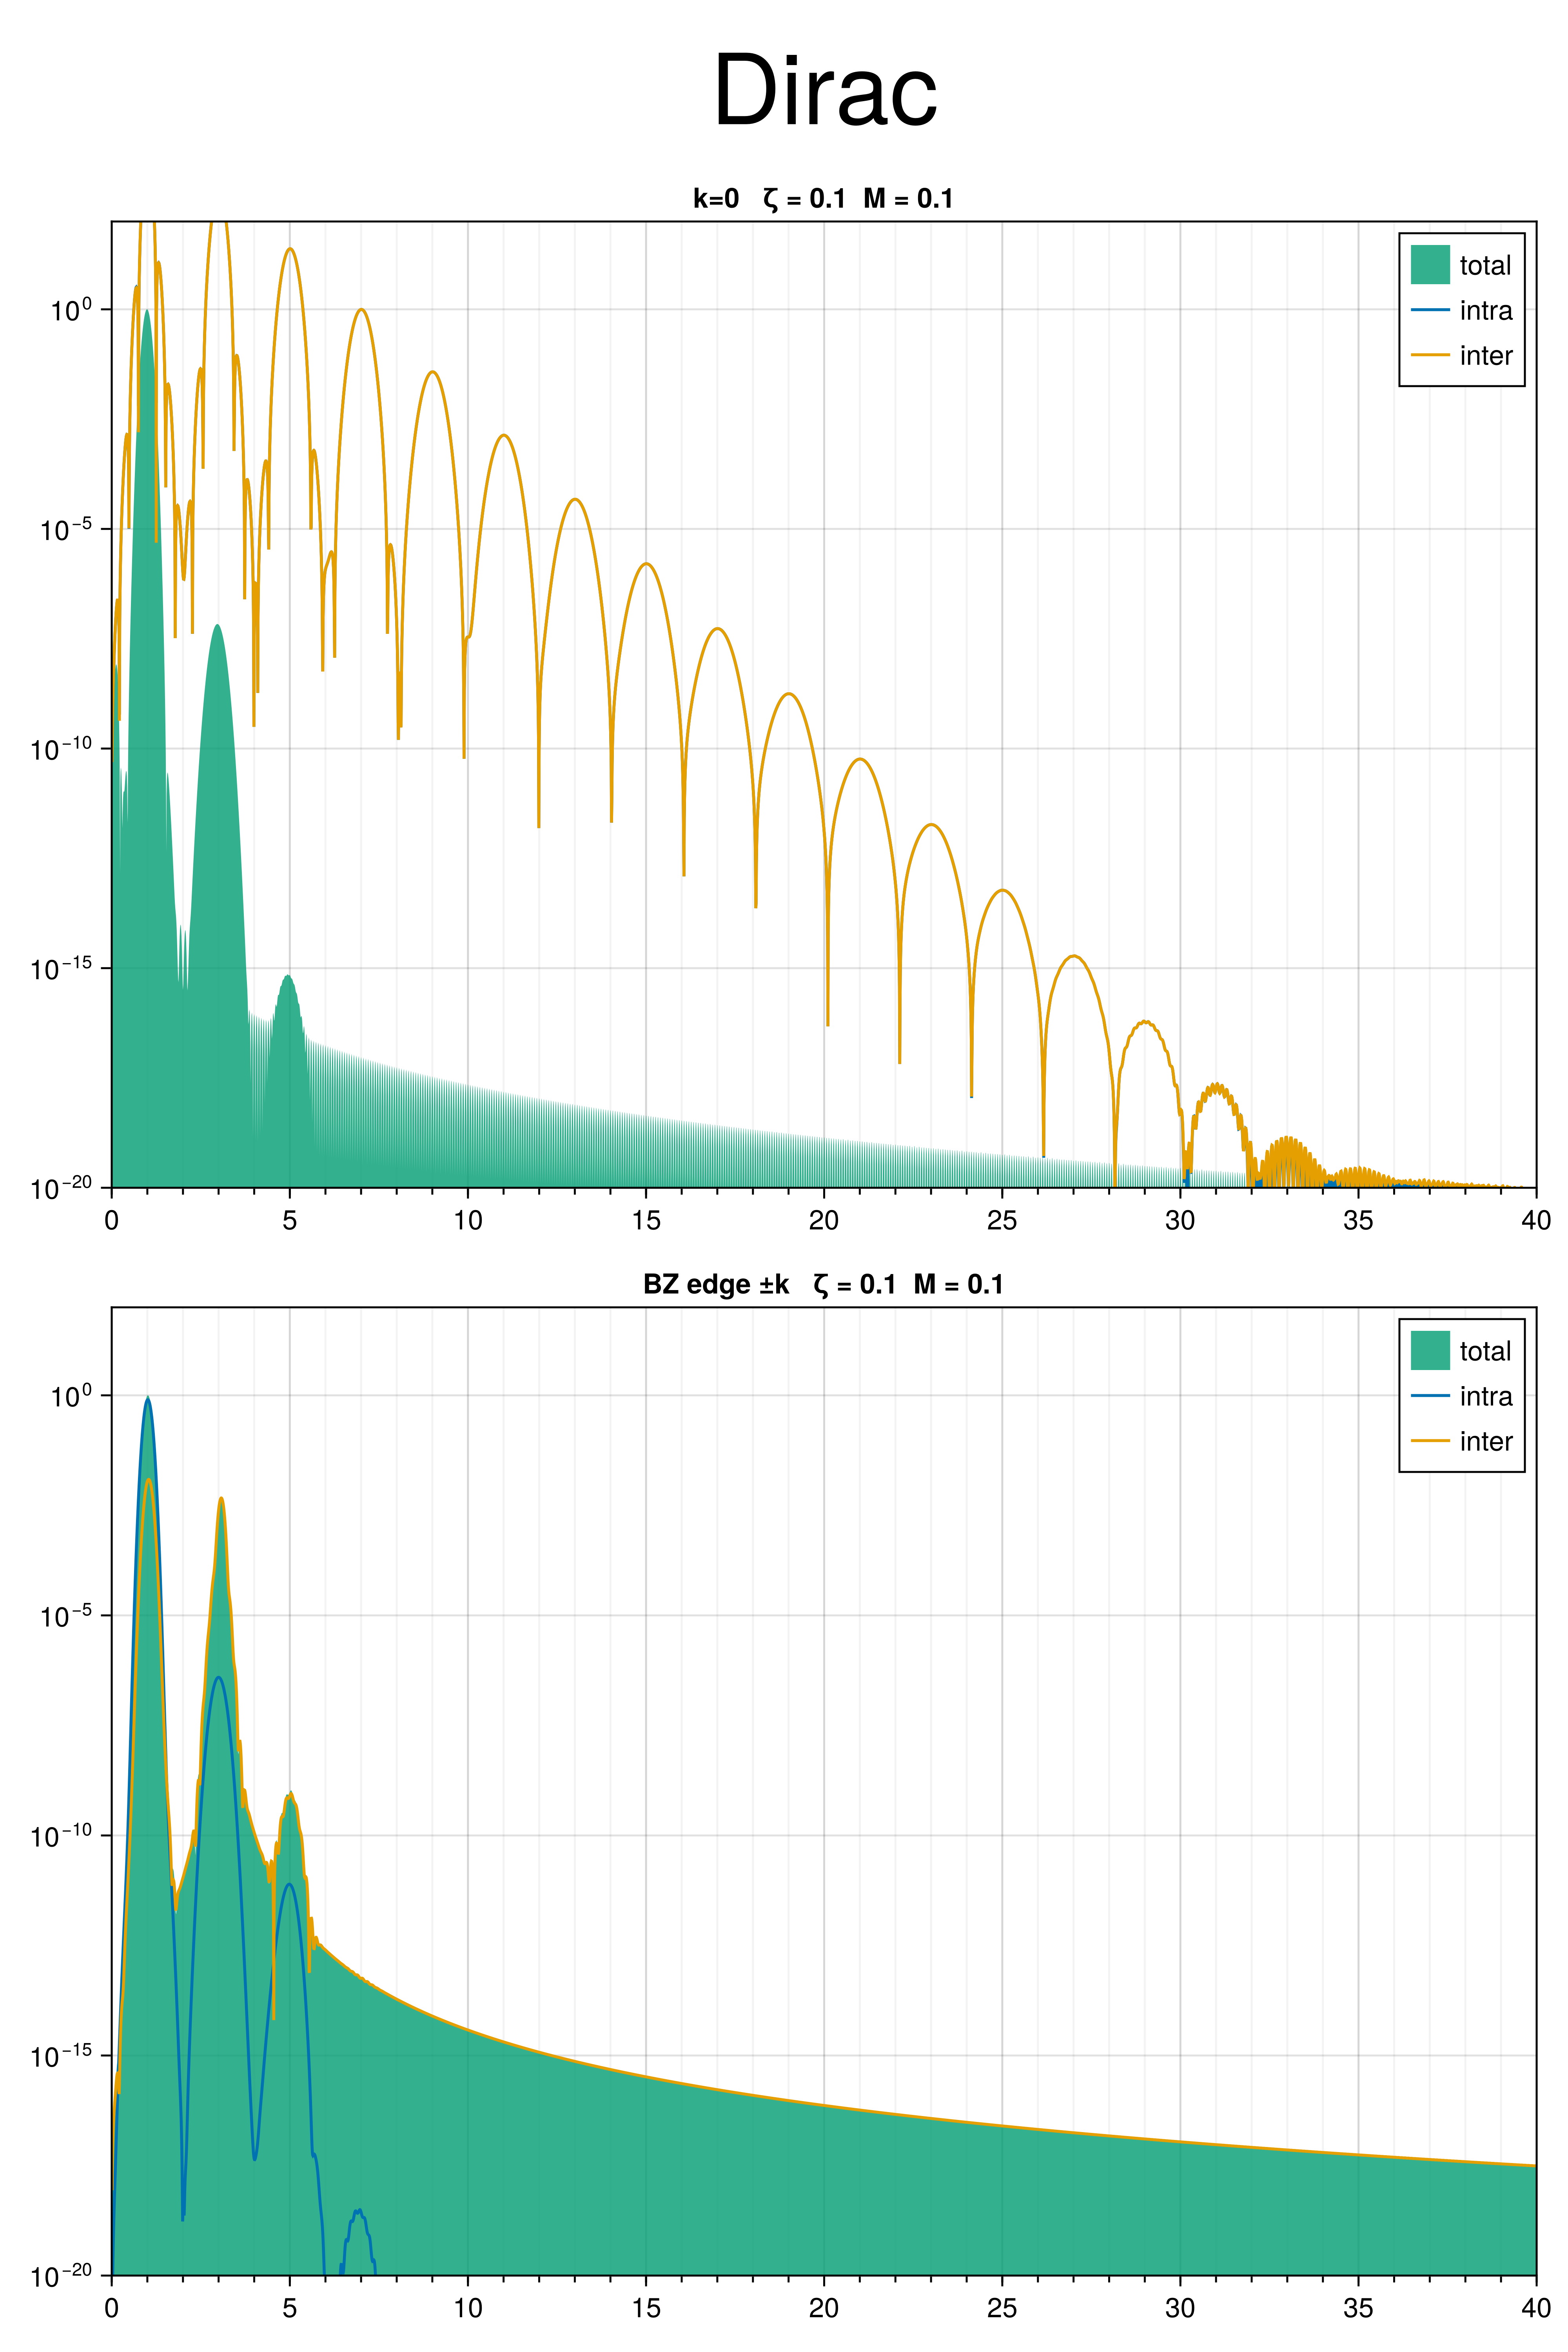 Dirac
k=0 ζ = 0.1 M = 0.1
total
intra
inter
10⁰
10⁻⁵
10⁻¹⁰
10⁻¹⁵
10⁻²⁰
0 5 10 15 20 25 30 35 40
BZ edge ±k ζ = 0.1 M = 0.1
total
intra
inter
10⁰
10⁻⁵
10⁻¹⁰
10⁻¹⁵
10⁻²⁰
0 5 10 15 20 25 30 35 40